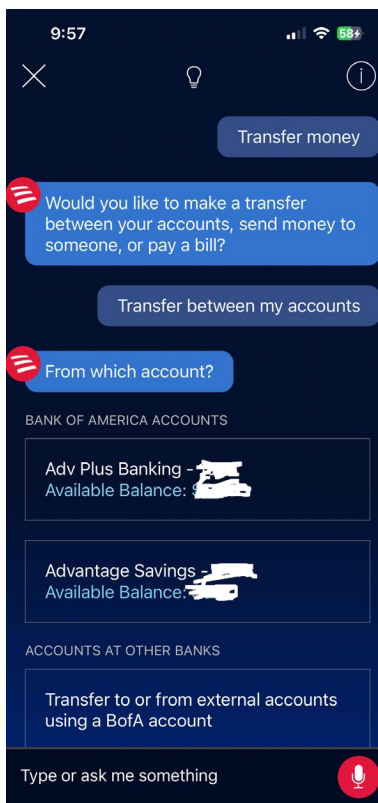 9:57
58
Transfer money
Would you like to make a transfer
between your accounts, send money to
someone, or pay a bill?
Transfer between my accounts
From which account?
BANK OF AMERICA ACCOUNTS
Adv Plus Banking -
Available Balance: $
Advantage Savings -
Available Balance:
ACCOUNTS AT OTHER BANKS
Transfer to or from external accounts
using a BofA account
Type or ask me something